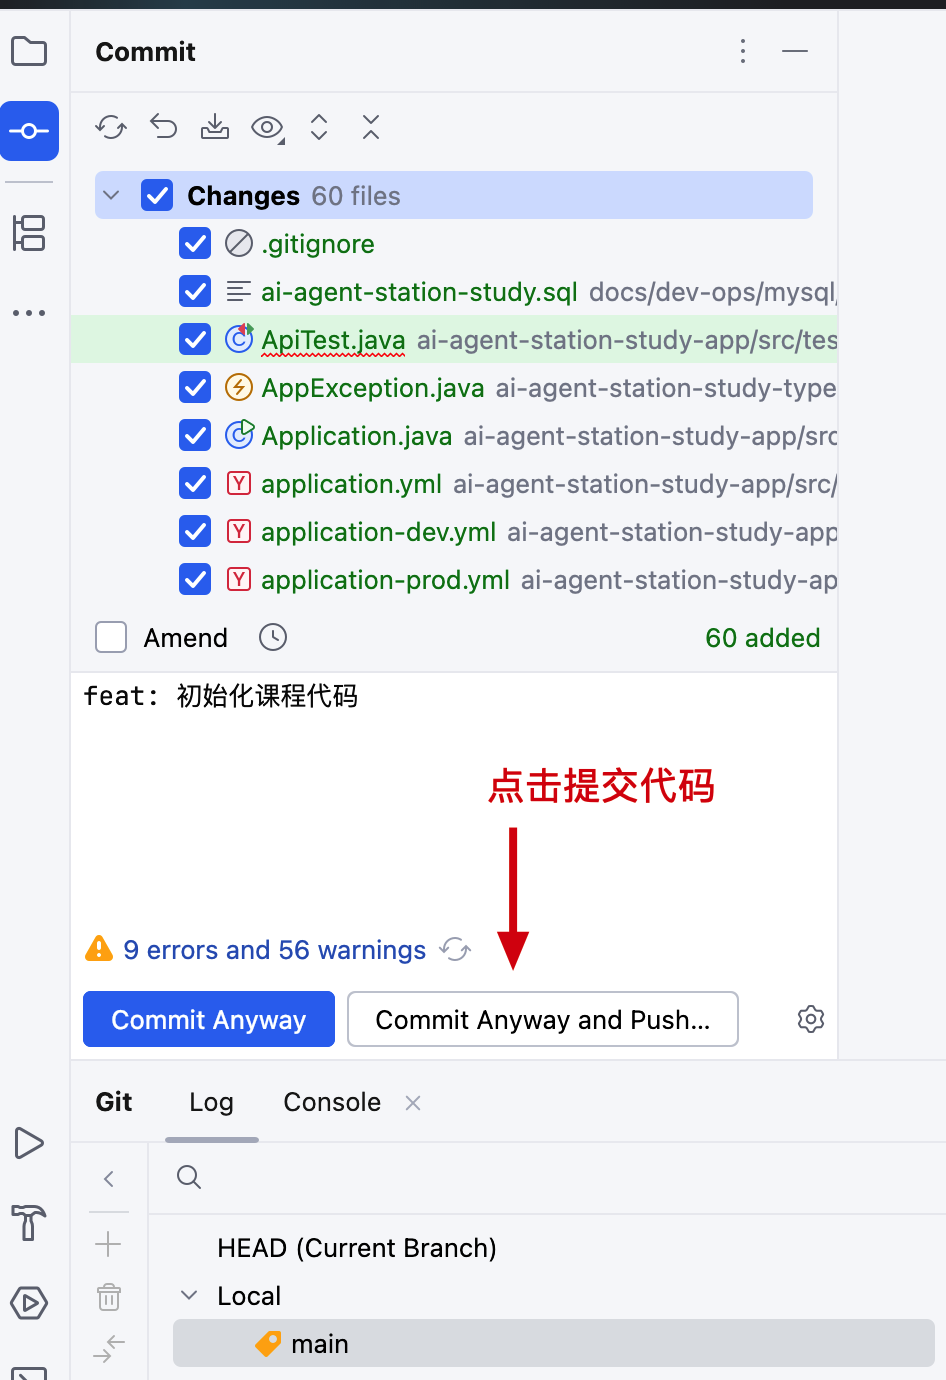 Commit
Changes 60 files
.gitignore
ai-agent-station-study.sql docs/dev-ops/mysql/
ApiTest.java ai-agent-station-study-app/src/tes
AppException.java ai-agent-station-study-type
Application.java ai-agent-station-study-app/src
application.yml ai-agent-station-study-app/src/
application-dev.yml ai-agent-station-study-app
application-prod.yml ai-agent-station-study-ap
Amend
60 added
feat: 初始化课程代码
点击提交代码
9 errors and 56 warnings
Commit Anyway
Commit Anyway and Push...
Git
Log
Console
HEAD (Current Branch)
Local
main